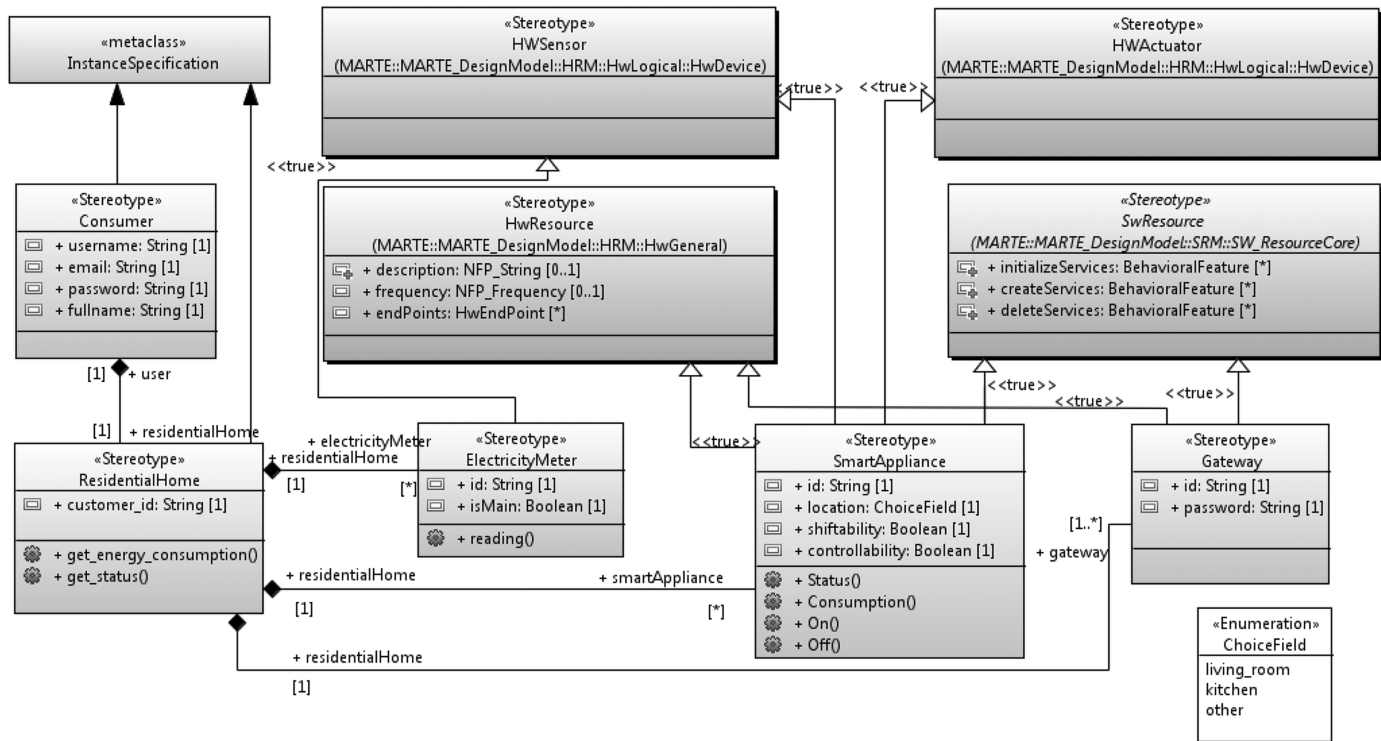 «metaclass»
InstanceSpecification
«Stereotype»
HWSensor
(MARTE::MARTE_DesignModel::HRM::HwLogical::HwDevice)
«Stereotype»
HWActuator
(MARTE::MARTE_DesignModel::HRM::HwLogical::HwDevice)
<<true>>
<<true>>
<<true>>
«Stereotype»
Consumer
+ username: String [1]
+ email: String [1]
+ password: String [1]
+ fullname: String [1]
«Stereotype»
HwResource
(MARTE::MARTE_DesignModel::HRM::HwGeneral)
+ description: NFP_String [0..1]
+ frequency: NFP_Frequency [0..1]
+ endPoints: HwEndPoint [*]
«Stereotype»
SwResource
(MARTE::MARTE_DesignModel::SRM::SW_ResourceCore)
+ initializeServices: BehavioralFeature [*]
+ createServices: BehavioralFeature [*]
+ deleteServices: BehavioralFeature [*]
[1]
+ user
<<true>>
<<true>>
<<true>>
<<true>>
[1]
+ residentialHome
«Stereotype»
ResidentialHome
+ customer_id: String [1]
+ get_energy_consumption()
+ get_status()
+ electricityMeter
+ residentialHome
[1]
[*]
«Stereotype»
ElectricityMeter
+ id: String [1]
+ isMain: Boolean [1]
+ reading()
«Stereotype»
SmartAppliance
+ id: String [1]
+ location: ChoiceField [1]
+ shiftability: Boolean [1]
+ controllability: Boolean [1]
+ Status()
+ Consumption()
+ On()
+ Off()
«Stereotype»
Gateway
+ id: String [1]
+ password: String [1]
[1..*]
+ gateway
+ residentialHome
+ smartAppliance
[1]
[*]
+ residentialHome
[1]
«Enumeration»
ChoiceField
living_room
kitchen
other